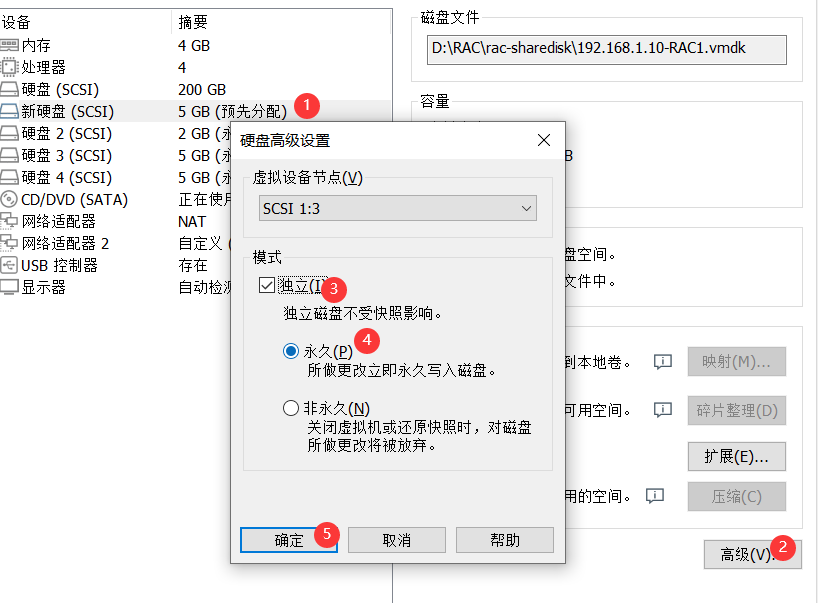 设备 摘要
内存 4 GB
处理器 4
硬盘 (SCSI) 200 GB
新硬盘 (SCSI) 5 GB (预先分配) 1
硬盘 2 (SCSI) 2 GB (永
硬盘 3 (SCSI) 5 GB (永
硬盘 4 (SCSI) 5 GB (永
CD/DVD (SATA) 正在使用
网络适配器 NAT
网络适配器 2 自定义 (
USB 控制器 存在
显示器 自动检测
硬盘高级设置
虚拟设备节点(V)
SCSI 1:3
模式
独立(I) 3
独立磁盘不受快照影响。
永久(P) 4
所做更改立即永久写入磁盘。
非永久(N)
关闭虚拟机或还原快照时，对磁盘
所做更改将被放弃。
确定 5 取消 帮助
磁盘文件
D:\RAC\rac-sharedisk\192.168.1.10-RAC1.vmdk
容量
B
盘空间。
文件中。
到本地卷。 映射(M)...
可用空间。 碎片整理(D)
扩展(E)...
用的空间。 压缩(C)
高级(V)... 2